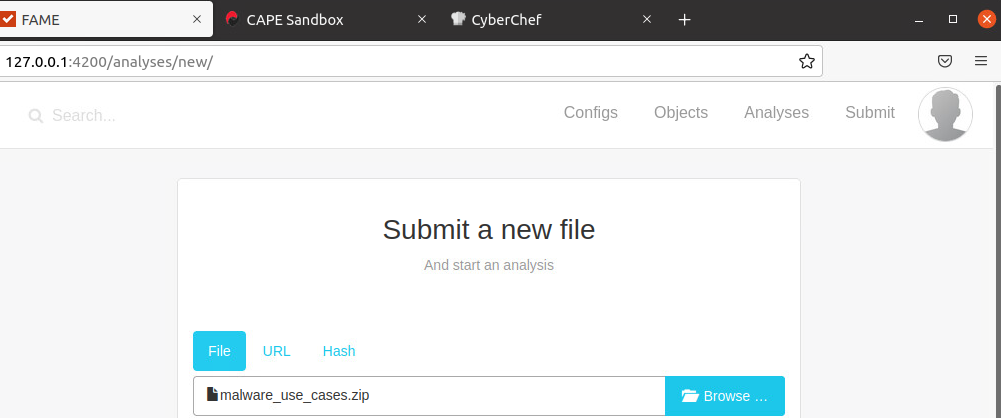 FAME CAPE Sandbox CyberChef
127.0.0.1:4200/analyses/new/
Search... Configs Objects Analyses Submit
Submit a new file
And start an analysis
File URL Hash
malware_use_cases.zip Browse ...